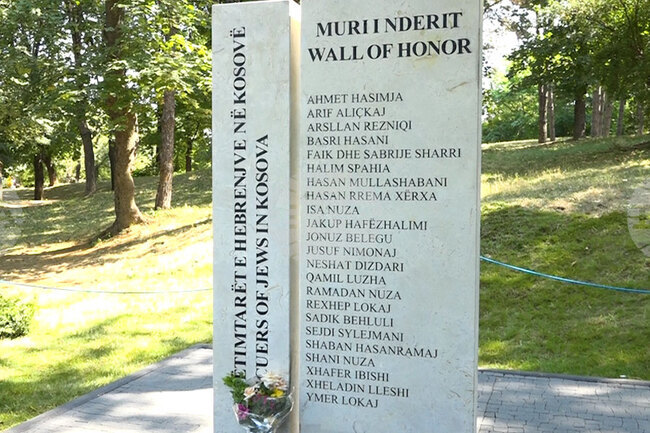 ETIMTARËT E HEBRENJVE NË KOSOVË
CUERS OF JEWS IN KOSOVA
MURI I NDERIT
WALL OF HONOR
AHMET HASIMJA
ARIF ALIÇKAJ
ARSLLAN REZNIQI
BASRI HASANI
FAIK DHE SABRIJE SHARRI
HALIM SPAHIA
HASAN MULLASHABANI
HASAN RREMA XËRXA
ISA NUZA
JAKUP HAFËZHALIMI
JONUZ BELEGU
JUSUF NIMONAJ
NESHAT DIZDARI
QAMIL LUZHA
RAMADAN NUZA
REXHEP LOKAJ
SADIK BEHLULI
SEJDI SYLEJMANI
SHABAN HASANRAMAJ
SHANI NUZA
XHAFER IBISHI
XHELADIN LLESHI
YMER LOKAJ